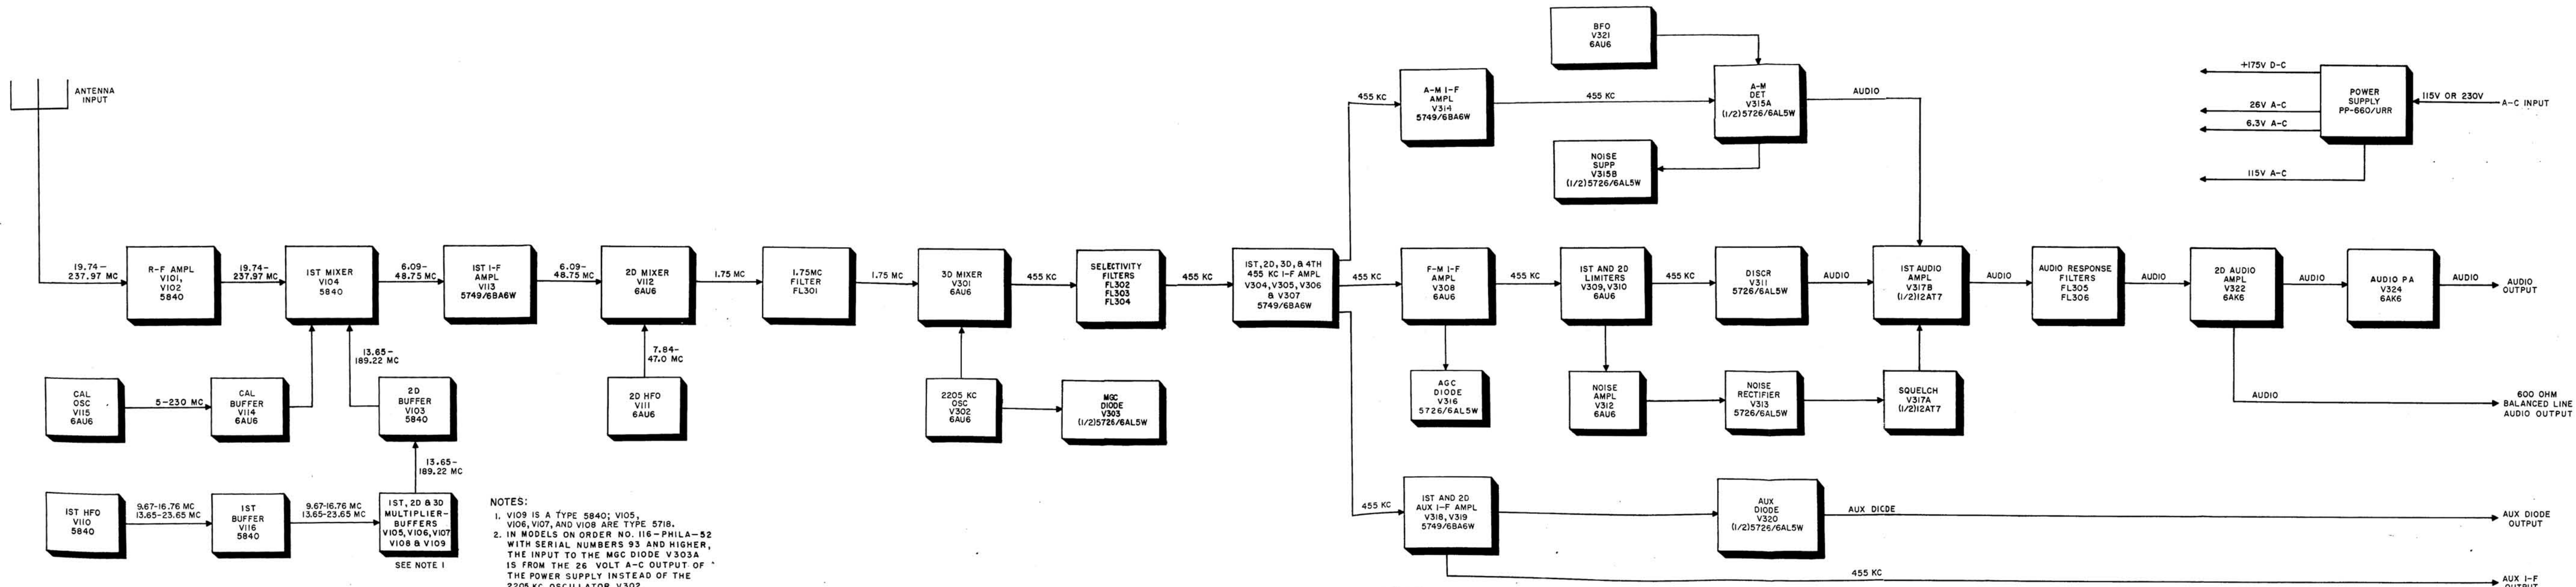 BFO
V321
6AU6
ANTENNA
INPUT
455 KC
A-M I-F
AMPL
V314
5749/6BA6W
455 KC
A-M
DET
V315A
(1/2)5726/6AL5W
AUDIO
+175V D-C
26V A-C
6.3V A-C
115V A-C
POWER
SUPPLY
PP-660/URR
115V OR 230V
A-C INPUT
NOISE
SUPP
V315B
(1/2)5726/6AL5W
19.74-
237.97 MC
R-F AMPL
V101,
V102
5840
19.74-
237.97 MC
1ST MIXER
V104
5840
6.09-
48.75 MC
1ST I-F
AMPL
V113
5749/6BA6W
6.09-
48.75 MC
2D MIXER
V112
6AU6
1.75 MC
1.75MC
FILTER
FL301
1.75 MC
3D MIXER
V301
6AU6
455 KC
SELECTIVITY
FILTERS
FL302
FL303
FL304
455 KC
1ST, 2D, 3D, & 4TH
455 KC I-F AMPL
V304, V305, V306
& V307
5749/6BA6W
455 KC
F-M I-F
AMPL
V308
6AU6
455 KC
1ST AND 2D
LIMITERS
V309, V310
6AU6
455 KC
DISCR
V311
5726/6AL5W
AUDIO
1ST AUDIO
AMPL
V317B
(1/2)12AT7
AUDIO
AUDIO RESPONSE
FILTERS
FL305
FL306
AUDIO
2D AUDIO
AMPL
V322
6AK6
AUDIO
AUDIO PA
V324
6AK6
AUDIO
AUDIO
OUTPUT
13.65-
189.22 MC
7.84-
47.0 MC
CAL
OSC
V115
6AU6
5-230 MC
CAL
BUFFER
V114
6AU6
2D
BUFFER
V103
5840
2D HFO
V111
6AU6
2205 KC
OSC
V302
6AU6
MGC
DIODE
V303
(1/2)5726/6AL5W
AGC
DIODE
V316
5726/6AL5W
NOISE
AMPL
V312
6AU6
NOISE
RECTIFIER
V313
5726/6AL5W
SQUELCH
V317A
(1/2)12AT7
AUDIO
600 OHM
BALANCED LINE
AUDIO OUTPUT
13.65-
189.22 MC
1ST HFO
V110
5840
9.67-16.76 MC
13.65-23.65 MC
1ST
BUFFER
V116
5840
9.67-16.76 MC
13.65-23.65 MC
1ST, 2D & 3D
MULTIPLIER-
BUFFERS
V105, V106, V107
V108 & V109
SEE NOTE 1
NOTES:
1. V109 IS A TYPE 5840; V105,
V106, V107, AND V108 ARE TYPE 5718.
2. IN MODELS ON ORDER NO. 116-PHILA-52
WITH SERIAL NUMBERS 93 AND HIGHER,
THE INPUT TO THE MGC DIODE V303A
IS FROM THE 26 VOLT A-C OUTPUT OF
THE POWER SUPPLY INSTEAD OF THE
2205 KC OSCILLATOR V302
455 KC
1ST AND 2D
AUX I-F AMPL
V318, V319
5749/6BA6W
AUX
DIODE
V320
(1/2)5726/6AL5W
AUX DIODE
AUX DIODE
OUTPUT
455 KC
AUX I-F
OUTPUT